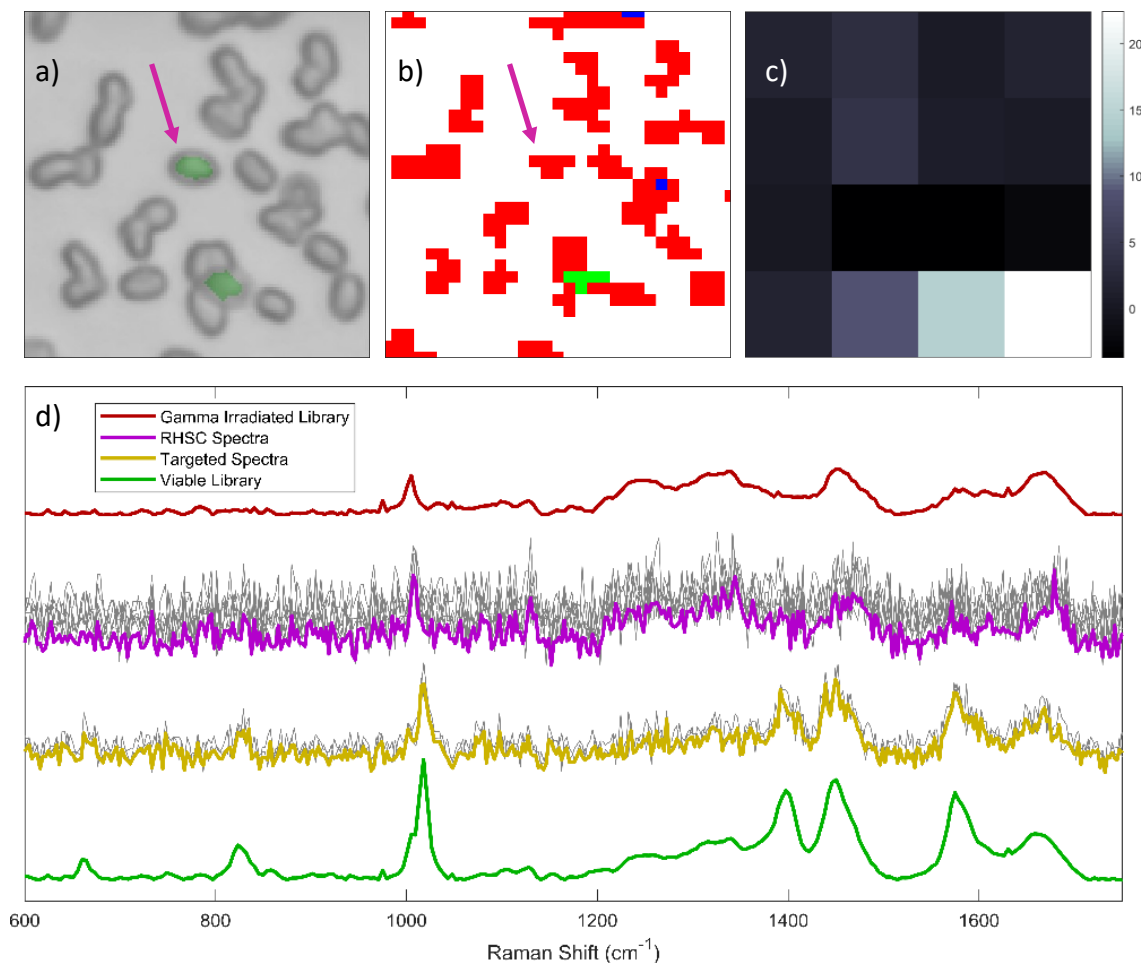 a)
b)
c)
20
15
10
5
0
d)
Gamma Irradiated Library
RHSC Spectra
Targeted Spectra
Viable Library
600
800
1000
1200
1400
1600
Raman Shift (cm⁻¹)